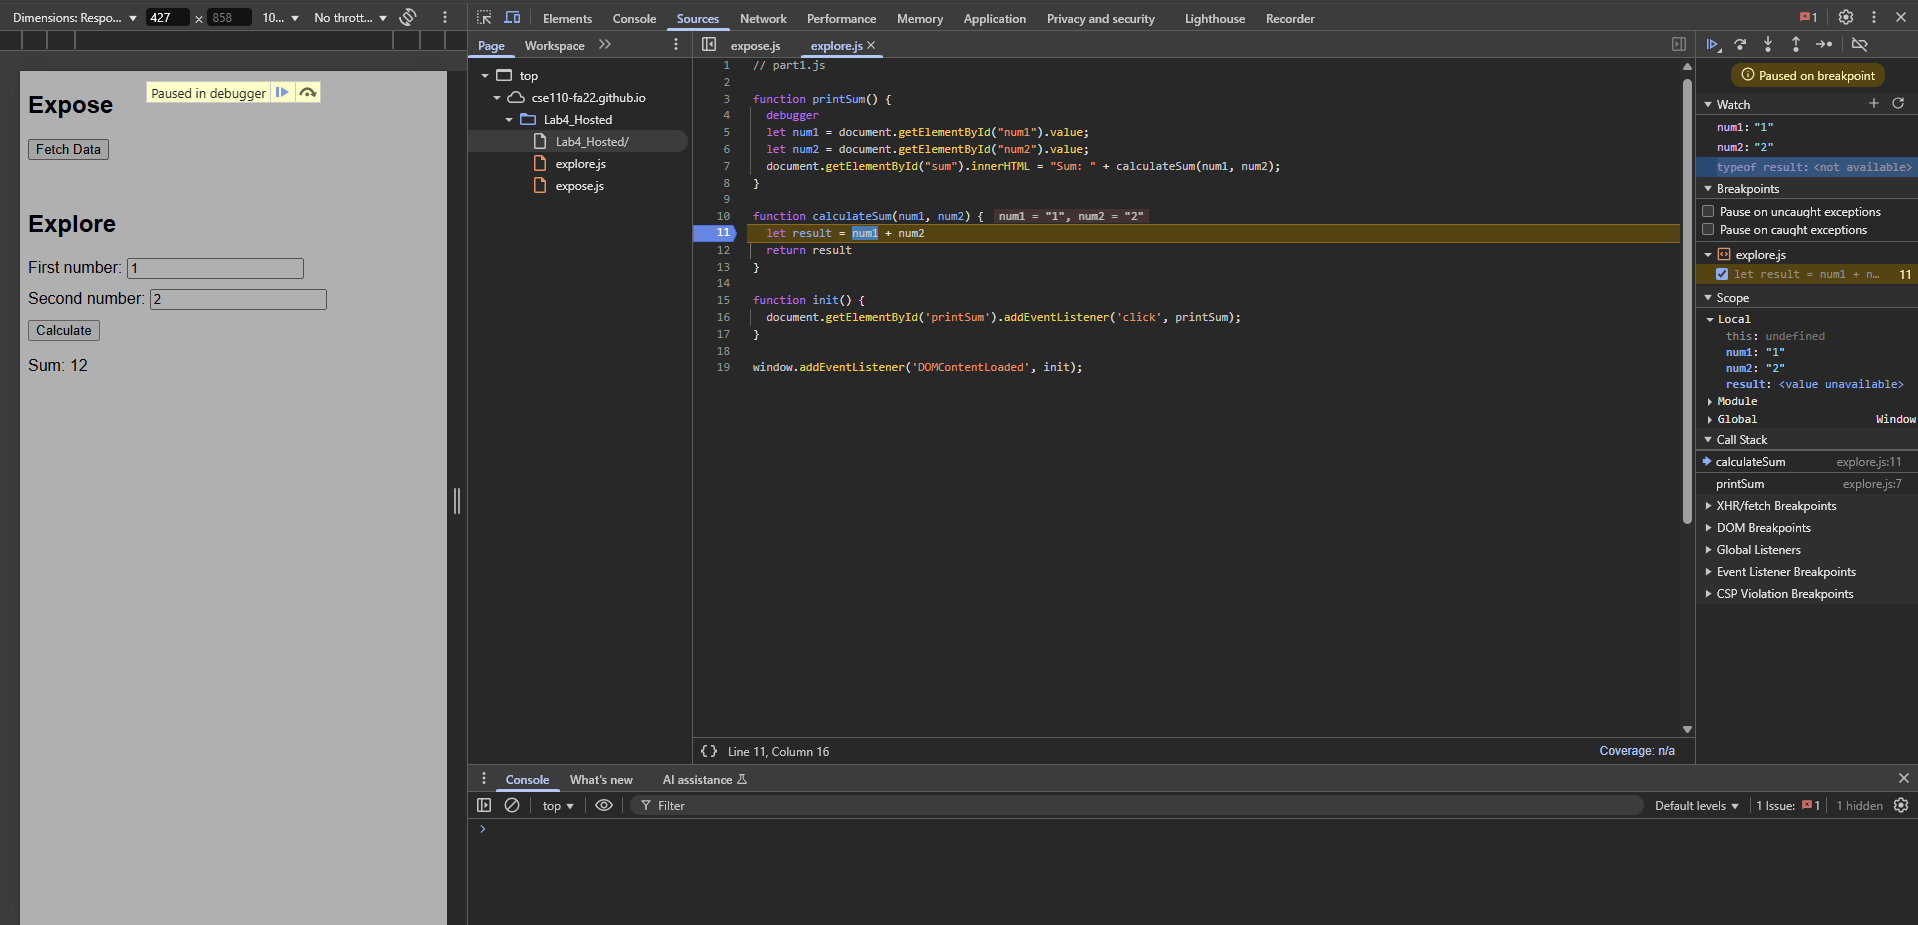 Dimensions: Respo... ▼ 427 × 858 10... ▼ No thrott... ▼
Elements Console Sources Network Performance Memory Application Privacy and security Lighthouse Recorder 1
Page Workspace
expose.js explore.js
Paused in debugger
Expose
Fetch Data
Explore
First number: 1
Second number: 2
Calculate
Sum: 12
top
cse110-fa22.github.io
Lab4_Hosted
Lab4_Hosted/
explore.js
expose.js
1 // part1.js
2
3 function printSum() {
4 debugger
5 let num1 = document.getElementById("num1").value;
6 let num2 = document.getElementById("num2").value;
7 document.getElementById("sum").innerHTML = "Sum: " + calculateSum(num1, num2);
8 }
9
10 function calculateSum(num1, num2) { num1 = "1", num2 = "2"
11 let result = num1 + num2
12 return result
13 }
14
15 function init() {
16 document.getElementById('printSum').addEventListener('click', printSum);
17 }
18
19 window.addEventListener('DOMContentLoaded', init);
{} Line 11, Column 16 Coverage: n/a
Paused on breakpoint
Watch
num1: "1"
num2: "2"
typeof result: <not available>
Breakpoints
Pause on uncaught exceptions
Pause on caught exceptions
explore.js
let result = num1 + n... 11
Scope
Local
this: undefined
num1: "1"
num2: "2"
result: <value unavailable>
Module
Global Window
Call Stack
calculateSum explore.js:11
printSum explore.js:7
XHR/fetch Breakpoints
DOM Breakpoints
Global Listeners
Event Listener Breakpoints
CSP Violation Breakpoints
Console What's new AI assistance
top ▼ Filter Default levels ▼ 1 Issue: 1 1 hidden